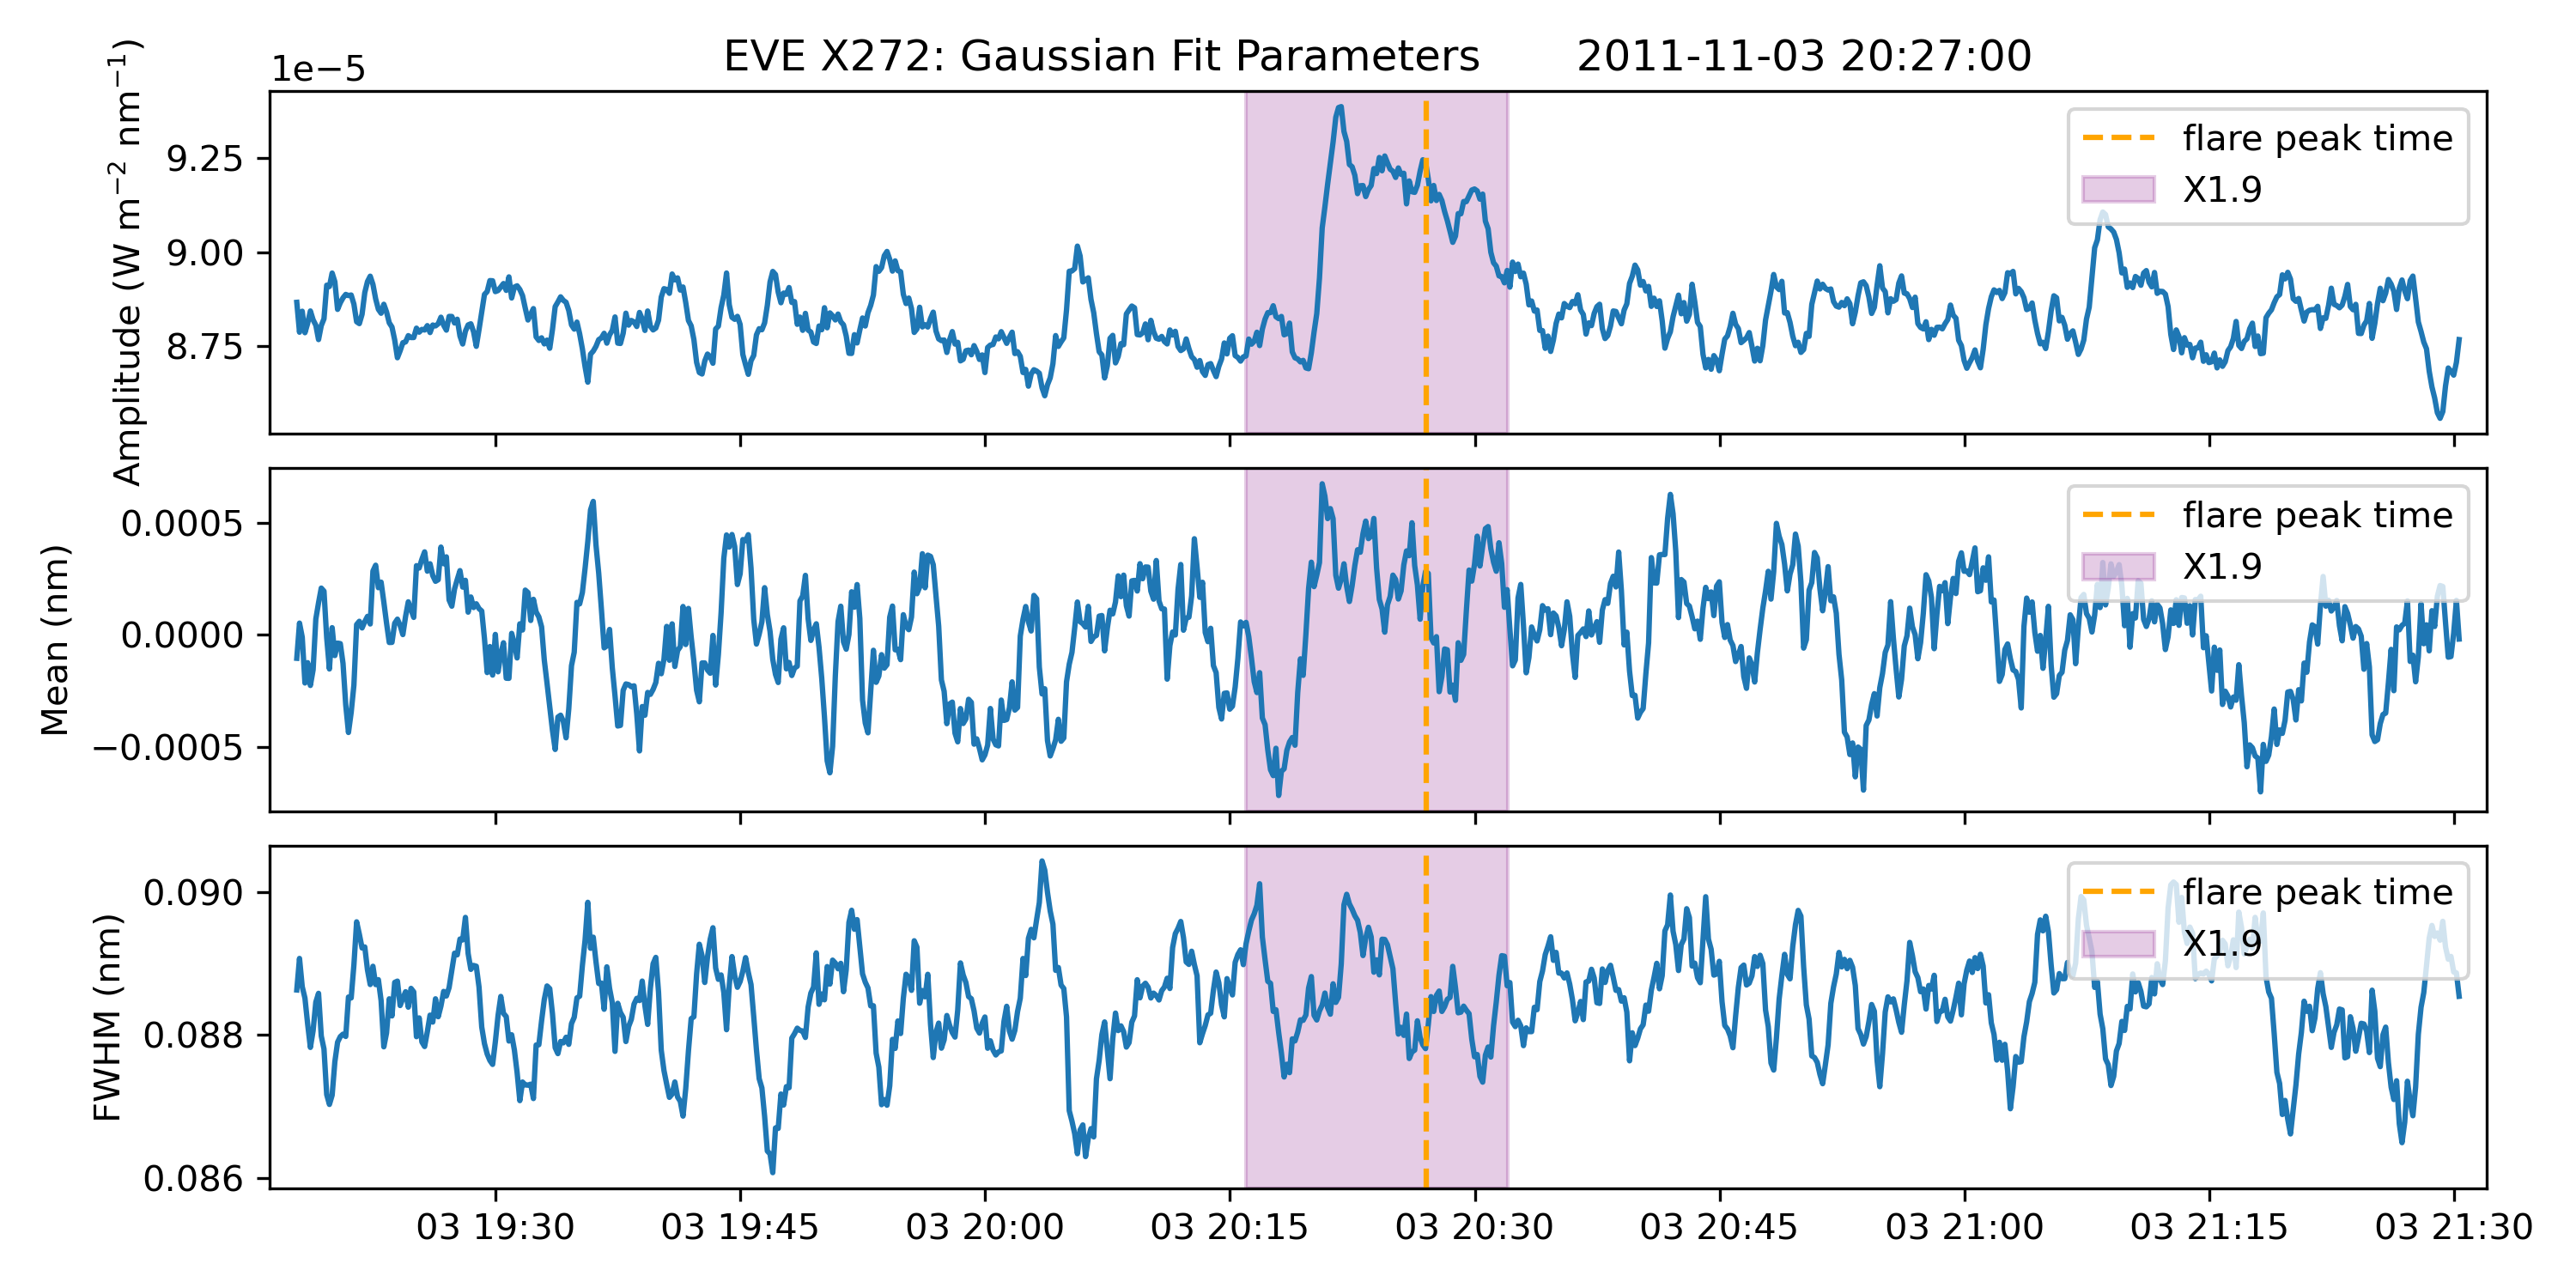 EVE X272: Gaussian Fit Parameters 2011-11-03 20:27:00
1e−5
Amplitude (W m⁻² nm⁻¹)
9.25
9.00
8.75
flare peak time
X1.9
Mean (nm)
0.0005
0.0000
−0.0005
flare peak time
X1.9
FWHM (nm)
0.090
0.088
0.086
flare peak time
X1.9
03 19:30 03 19:45 03 20:00 03 20:15 03 20:30 03 20:45 03 21:00 03 21:15 03 21:30